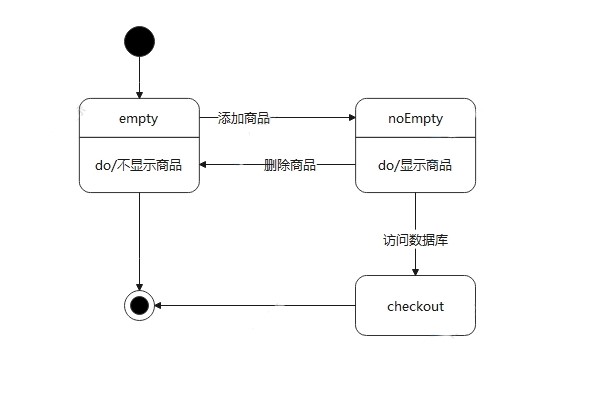 empty
添加商品
noEmpty
do/不显示商品
删除商品
do/显示商品
访问数据库
checkout